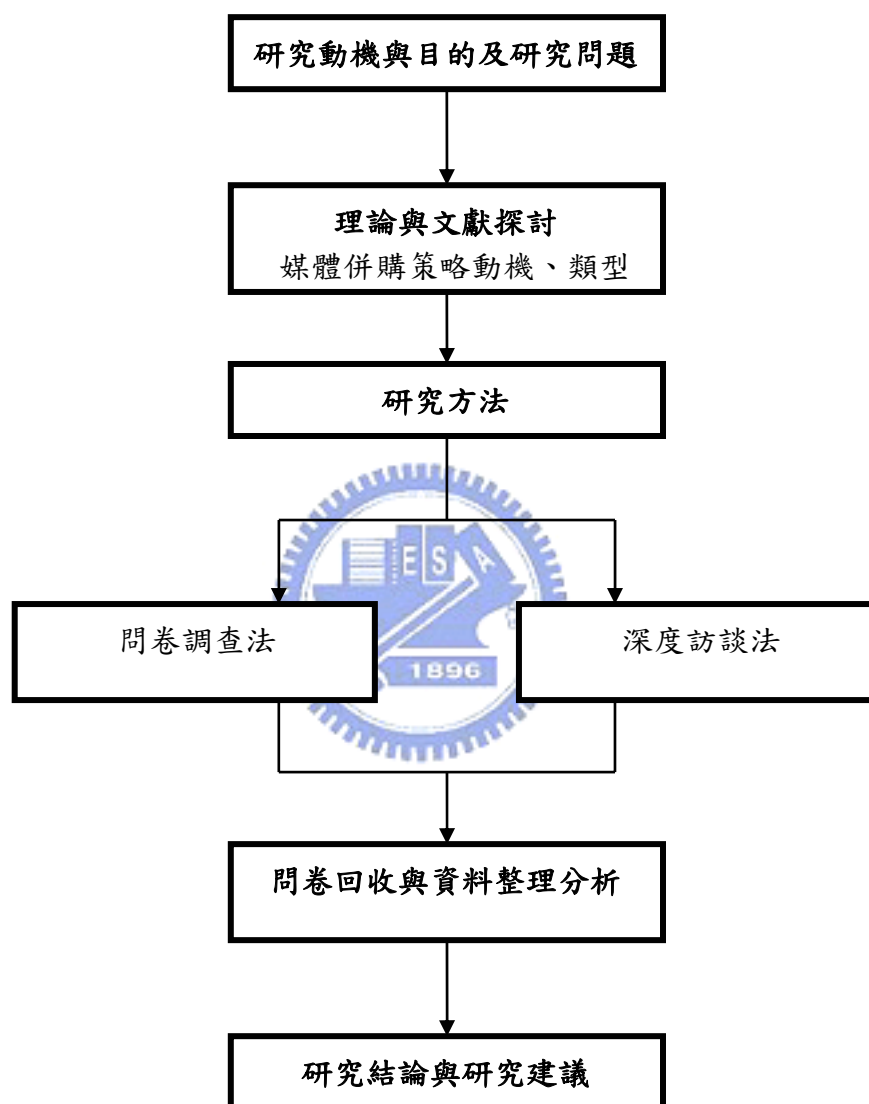 研究動機與目的及研究問題
理論與文獻探討
媒體併購策略動機、類型
研究方法
E S A
問卷調查法
深度訪談法
1896
問卷回收與資料整理分析
研究結論與研究建議